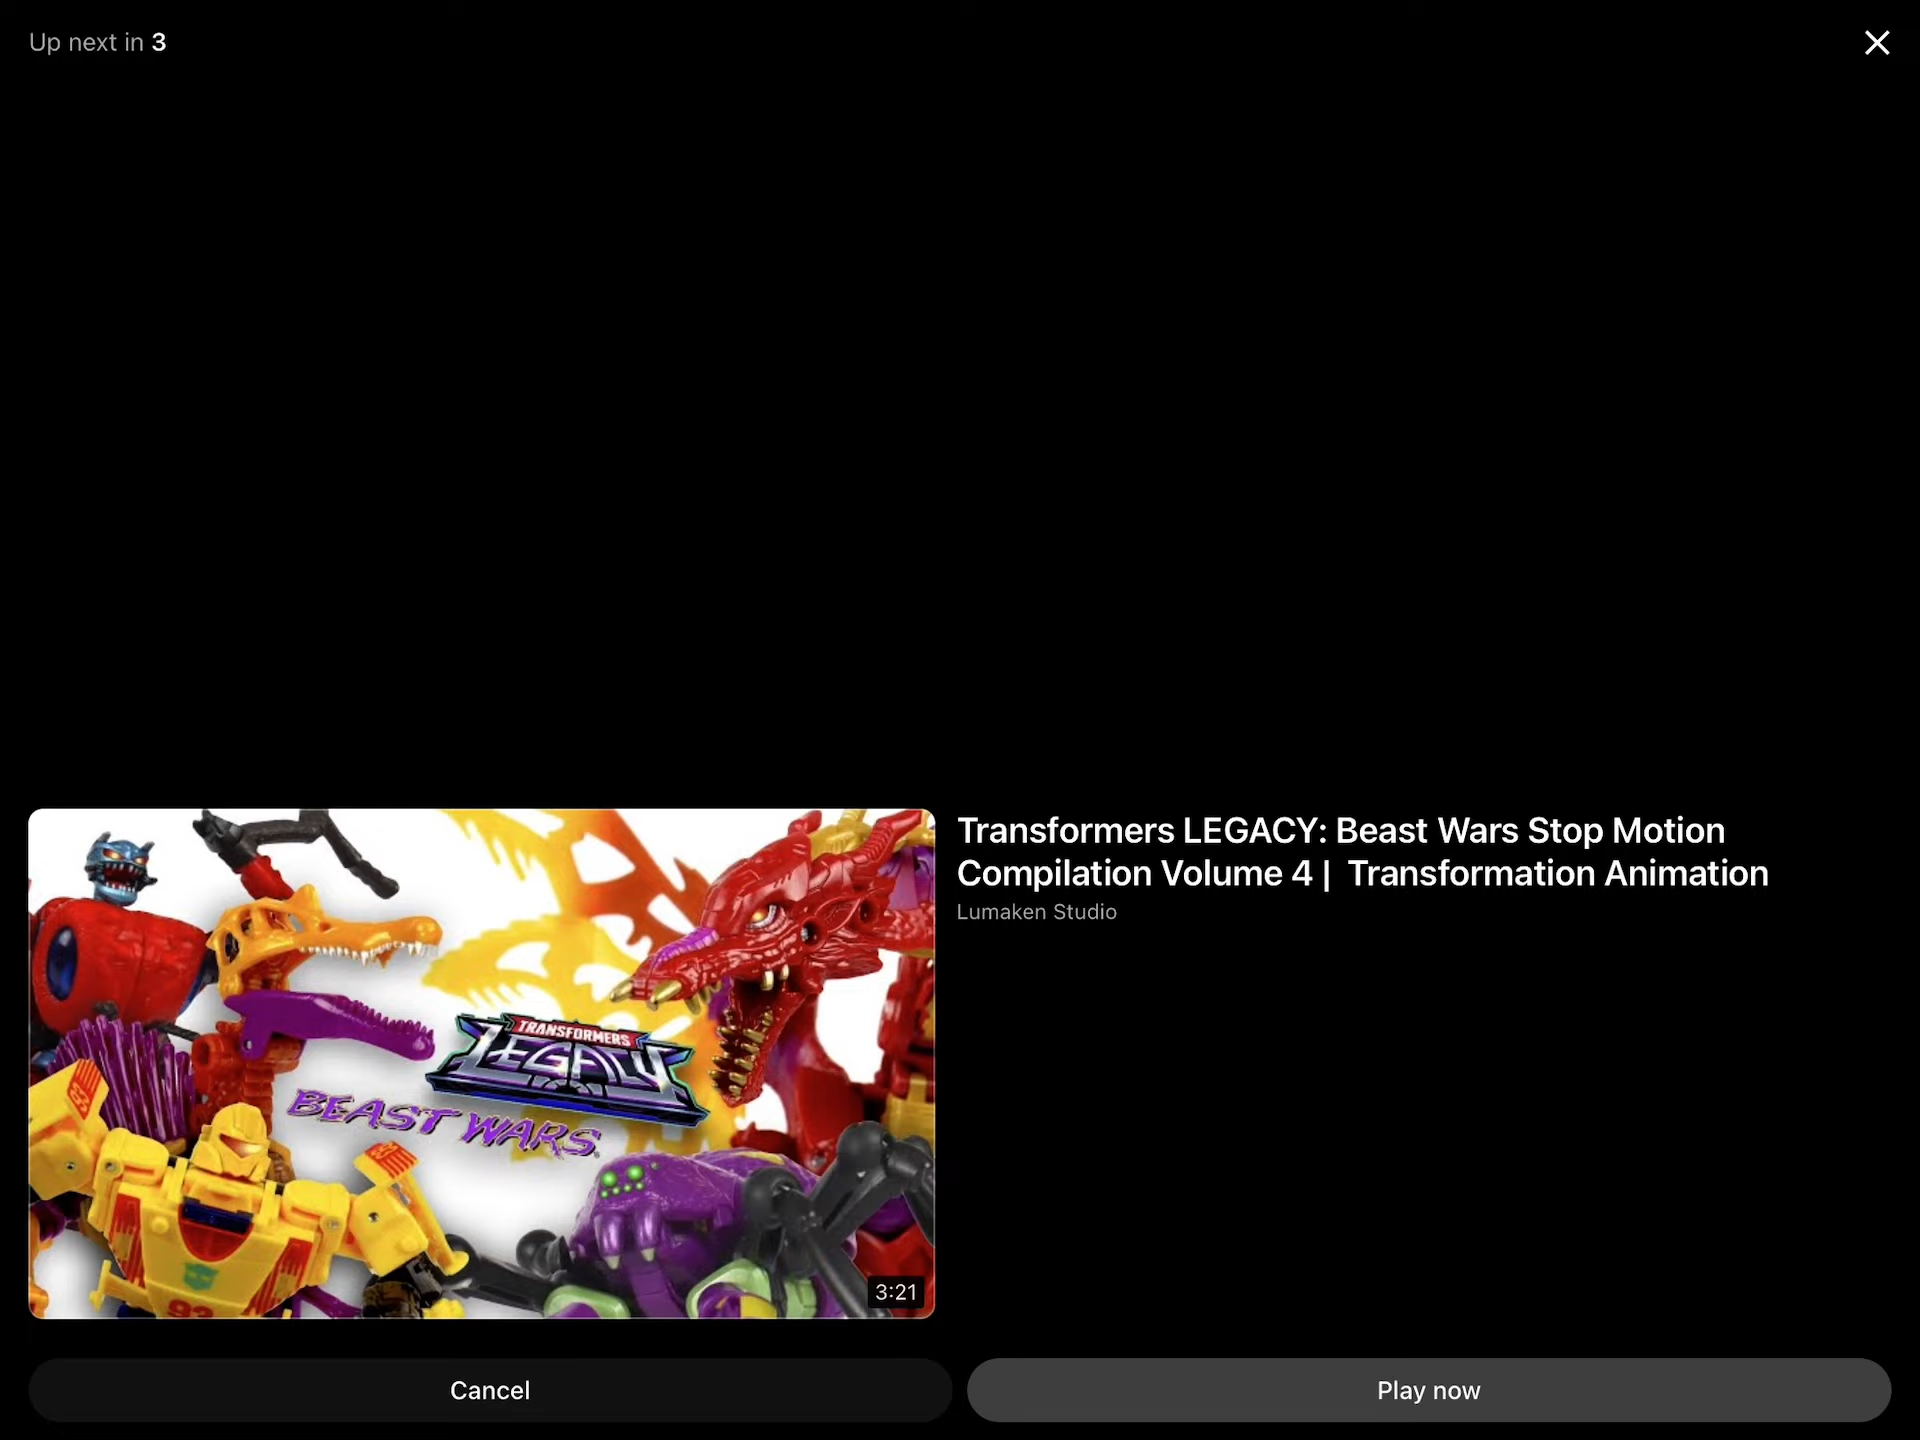 Up next in 3
Transformers LEGACY: Beast Wars Stop Motion
Compilation Volume 4 | Transformation Animation
Lumaken Studio
TRANSFORMERS
LEGACY
BEAST WARS
93
3:21
Cancel
Play now